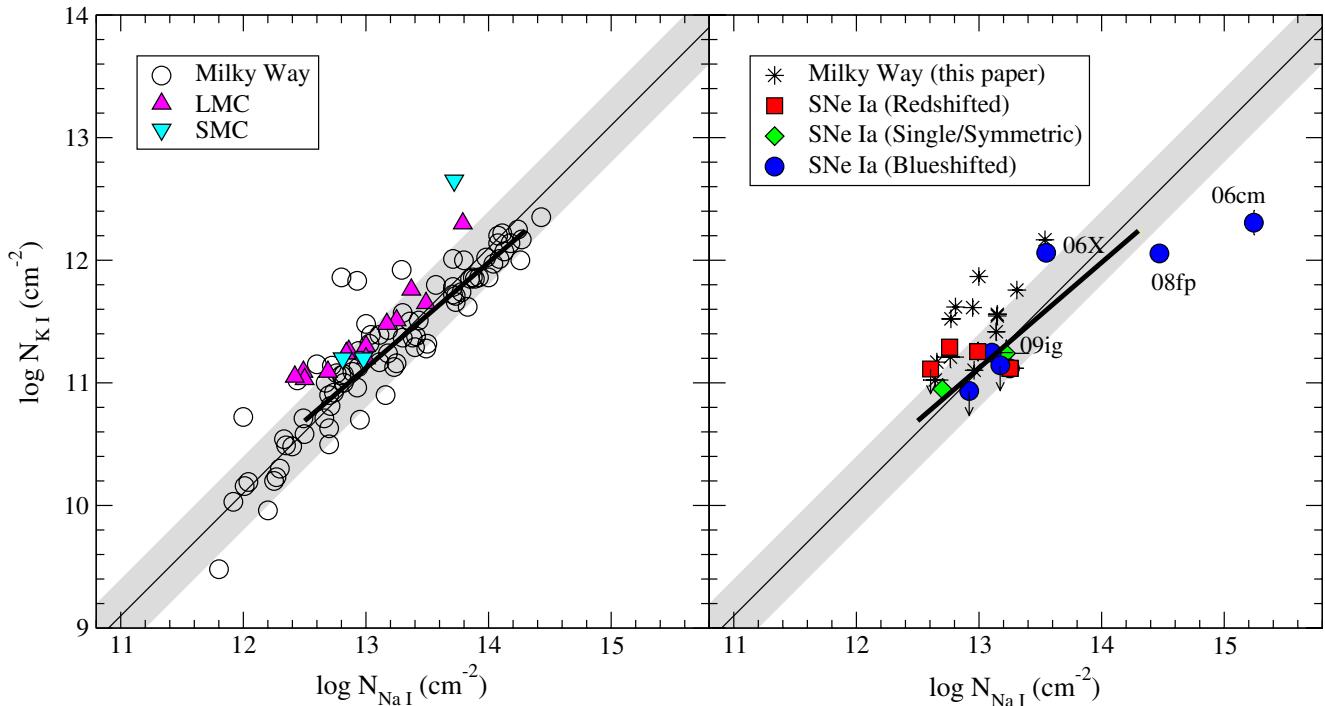 14
13
12
11
10
9
log N_K I (cm^-2)
Milky Way
LMC
SMC
11
12
13
14
15
log N_Na I (cm^-2)
Milky Way (this paper)
SNe Ia (Redshifted)
SNe Ia (Single/Symmetric)
SNe Ia (Blueshifted)
06cm
06X
08fp
09ig
11
12
13
14
15
log N_Na I (cm^-2)